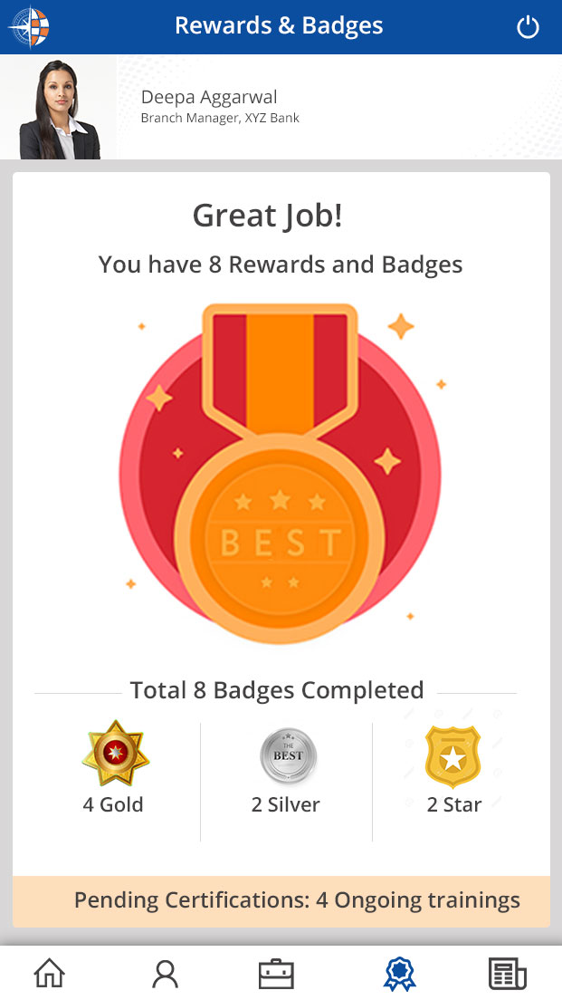 Rewards & Badges
Deepa Aggarwal
Branch Manager, XYZ Bank
Great Job!
You have 8 Rewards and Badges
BEST
Total 8 Badges Completed
THE
BEST
4 Gold
2 Silver
2 Star
Pending Certifications: 4 Ongoing trainings